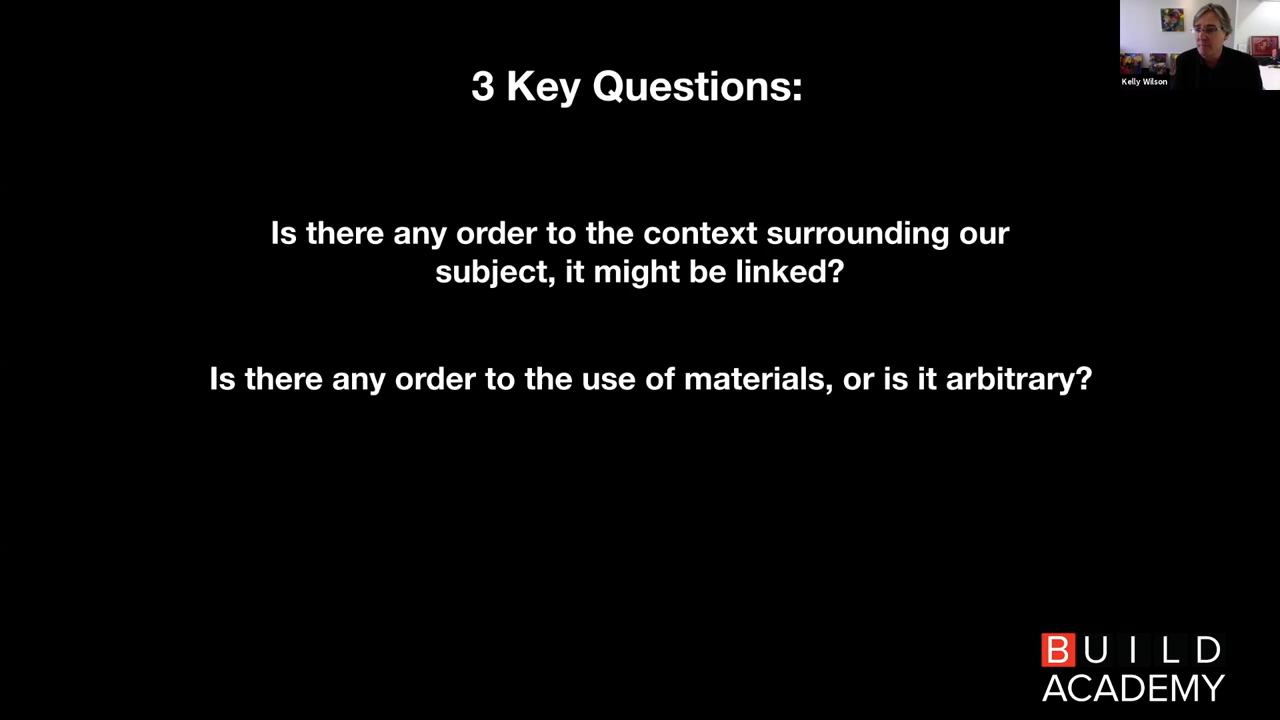 Kelly Wilson
3 Key Questions:
Is there any order to the context surrounding our
subject, it might be linked?
Is there any order to the use of materials, or is it arbitrary?
BUILD
ACADEMY